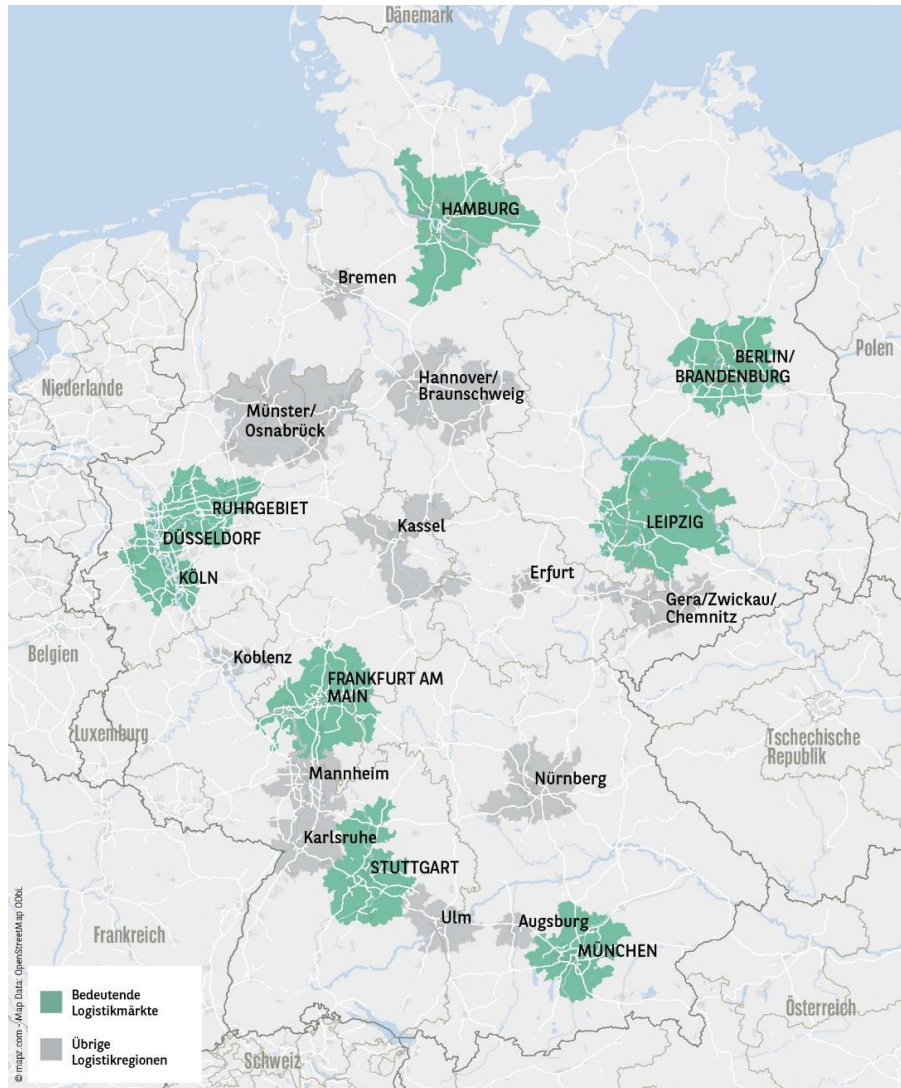 Dänemark
HAMBURG
Bremen
BERLIN/
BRANDENBURG
Polen
Niederlande
Hannover/
Braunschweig
Münster/
Osnabrück
RUHRGEBIET
DÜSSELDORF
KÖLN
Kassel
LEIPZIG
Erfurt
Gera/Zwickau/
Chemnitz
Belgien
Koblenz
FRANKFURT AM
MAIN
Luxemburg
Tschechische
Republik
Mannheim
Nürnberg
Karlsruhe
STUTTGART
Ulm
Augsburg
MÜNCHEN
Frankreich
Österreich
Schweiz
Bedeutende
Logistikmärkte
Übrige
Logistikregionen
© mapz.com - Map Data: OpenStreetMap ODbL